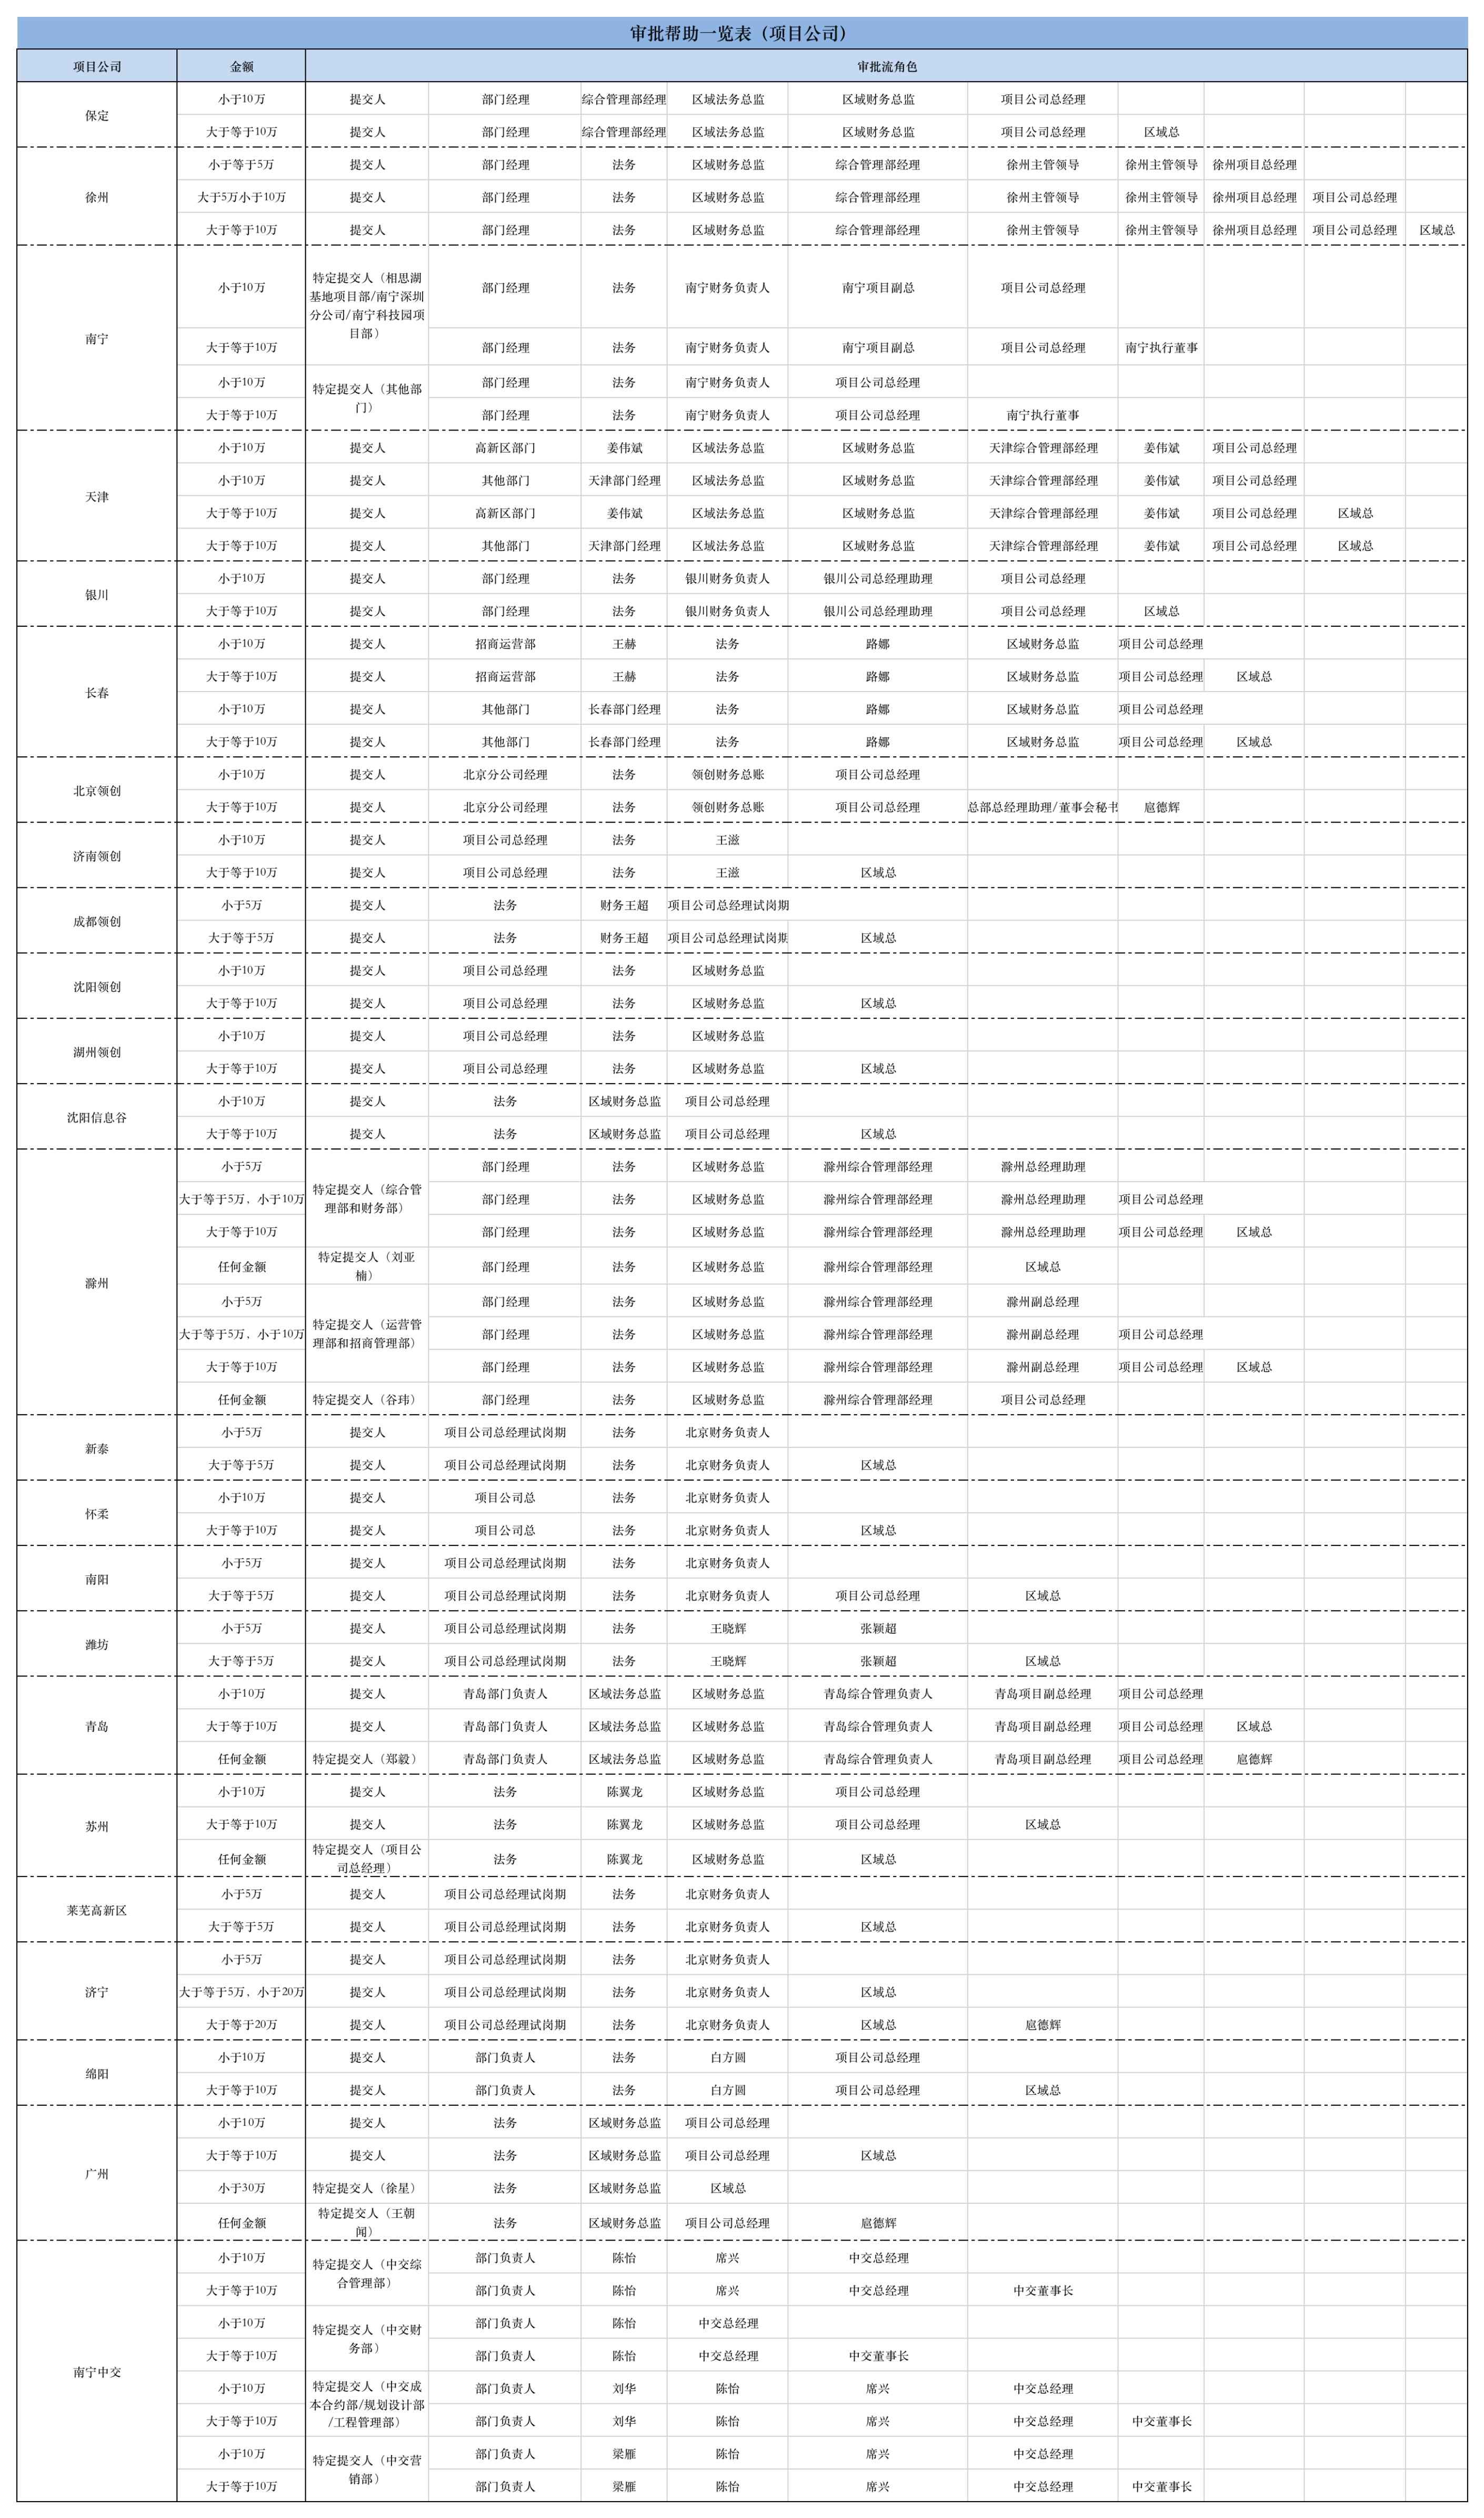 审批帮助一览表（项目公司）
项目公司 金额 审批流角色
保定
小于10万 提交人 部门经理 综合管理部经理 区域法务总监 区域财务总监 项目公司总经理
大于等于10万 提交人 部门经理 综合管理部经理 区域法务总监 区域财务总监 项目公司总经理 区域总
徐州
小于等于5万 提交人 部门经理 法务 区域财务总监 综合管理部经理 徐州主管领导 徐州主管领导 徐州项目总经理
大于5万小于10万 提交人 部门经理 法务 区域财务总监 综合管理部经理 徐州主管领导 徐州主管领导 徐州项目总经理 项目公司总经理
大于等于10万 提交人 部门经理 法务 区域财务总监 综合管理部经理 徐州主管领导 徐州主管领导 徐州项目总经理 项目公司总经理 区域总
南宁
特定提交人（相思湖
基地项目部/南宁深圳
分公司/南宁科技园项
目部）
小于10万 部门经理 法务 南宁财务负责人 南宁项目副总 项目公司总经理
大于等于10万 部门经理 法务 南宁财务负责人 南宁项目副总 项目公司总经理 南宁执行董事
特定提交人（其他部
门）
小于10万 部门经理 法务 南宁财务负责人 项目公司总经理
大于等于10万 部门经理 法务 南宁财务负责人 项目公司总经理 南宁执行董事
天津
小于10万 提交人 高新区部门 姜伟斌 区域法务总监 区域财务总监 天津综合管理部经理 姜伟斌 项目公司总经理
小于10万 提交人 其他部门 天津部门经理 区域法务总监 区域财务总监 天津综合管理部经理 姜伟斌 项目公司总经理
大于等于10万 提交人 高新区部门 姜伟斌 区域法务总监 区域财务总监 天津综合管理部经理 姜伟斌 项目公司总经理 区域总
大于等于10万 提交人 其他部门 天津部门经理 区域法务总监 区域财务总监 天津综合管理部经理 姜伟斌 项目公司总经理 区域总
银川
小于10万 提交人 部门经理 法务 银川财务负责人 银川公司总经理助理 项目公司总经理
大于等于10万 提交人 部门经理 法务 银川财务负责人 银川公司总经理助理 项目公司总经理 区域总
长春
小于10万 提交人 招商运营部 王赫 法务 路娜 区域财务总监 项目公司总经理
大于等于10万 提交人 招商运营部 王赫 法务 路娜 区域财务总监 项目公司总经理 区域总
小于10万 提交人 其他部门 长春部门经理 法务 路娜 区域财务总监 项目公司总经理
大于等于10万 提交人 其他部门 长春部门经理 法务 路娜 区域财务总监 项目公司总经理 区域总
北京领创
小于10万 提交人 北京分公司经理 法务 领创财务总账 项目公司总经理
大于等于10万 提交人 北京分公司经理 法务 领创财务总账 项目公司总经理 总部总经理助理/董事会秘书 扈德辉
济南领创
小于10万 提交人 项目公司总经理 法务 王滋
大于等于10万 提交人 项目公司总经理 法务 王滋 区域总
成都领创
小于5万 提交人 法务 财务王超 项目公司总经理试岗期
大于等于5万 提交人 法务 财务王超 项目公司总经理试岗期 区域总
沈阳领创
小于10万 提交人 项目公司总经理 法务 区域财务总监
大于等于10万 提交人 项目公司总经理 法务 区域财务总监 区域总
湖州领创
小于10万 提交人 项目公司总经理 法务 区域财务总监
大于等于10万 提交人 项目公司总经理 法务 区域财务总监 区域总
沈阳信息谷
小于10万 提交人 法务 区域财务总监 项目公司总经理
大于等于10万 提交人 法务 区域财务总监 项目公司总经理 区域总
滁州
特定提交人（综合管
理部和财务部）
小于5万 部门经理 法务 区域财务总监 滁州综合管理部经理 滁州总经理助理
大于等于5万，小于10万 部门经理 法务 区域财务总监 滁州综合管理部经理 滁州总经理助理 项目公司总经理
大于等于10万 部门经理 法务 区域财务总监 滁州综合管理部经理 滁州总经理助理 项目公司总经理 区域总
特定提交人（刘亚
楠）
任何金额 部门经理 法务 区域财务总监 滁州综合管理部经理 区域总
特定提交人（运营管
理部和招商管理部）
小于5万 部门经理 法务 区域财务总监 滁州综合管理部经理 滁州副总经理
大于等于5万，小于10万 部门经理 法务 区域财务总监 滁州综合管理部经理 滁州副总经理 项目公司总经理
大于等于10万 部门经理 法务 区域财务总监 滁州综合管理部经理 滁州副总经理 项目公司总经理 区域总
任何金额 特定提交人（谷玮） 部门经理 法务 区域财务总监 滁州综合管理部经理 项目公司总经理
新泰
小于5万 提交人 项目公司总经理试岗期 法务 北京财务负责人
大于等于5万 提交人 项目公司总经理试岗期 法务 北京财务负责人 区域总
怀柔
小于10万 提交人 项目公司总 法务 北京财务负责人
大于等于10万 提交人 项目公司总 法务 北京财务负责人 区域总
南阳
小于5万 提交人 项目公司总经理试岗期 法务 北京财务负责人
大于等于5万 提交人 项目公司总经理试岗期 法务 北京财务负责人 项目公司总经理 区域总
潍坊
小于5万 提交人 项目公司总经理试岗期 法务 王晓辉 张颖超
大于等于5万 提交人 项目公司总经理试岗期 法务 王晓辉 张颖超 区域总
青岛
小于10万 提交人 青岛部门负责人 区域法务总监 区域财务总监 青岛综合管理负责人 青岛项目副总经理 项目公司总经理
大于等于10万 提交人 青岛部门负责人 区域法务总监 区域财务总监 青岛综合管理负责人 青岛项目副总经理 项目公司总经理 区域总
任何金额 特定提交人（郑毅） 青岛部门负责人 区域法务总监 区域财务总监 青岛综合管理负责人 青岛项目副总经理 项目公司总经理 扈德辉
苏州
小于10万 提交人 法务 陈翼龙 区域财务总监 项目公司总经理
大于等于10万 提交人 法务 陈翼龙 区域财务总监 项目公司总经理 区域总
特定提交人（项目公
司总经理）
任何金额 法务 陈翼龙 区域财务总监 区域总
莱芜高新区
小于5万 提交人 项目公司总经理试岗期 法务 北京财务负责人
大于等于5万 提交人 项目公司总经理试岗期 法务 北京财务负责人 区域总
济宁
小于5万 提交人 项目公司总经理试岗期 法务 北京财务负责人
大于等于5万，小于20万 提交人 项目公司总经理试岗期 法务 北京财务负责人 区域总
大于等于20万 提交人 项目公司总经理试岗期 法务 北京财务负责人 区域总 扈德辉
绵阳
小于10万 提交人 部门负责人 法务 白方圆 项目公司总经理
大于等于10万 提交人 部门负责人 法务 白方圆 项目公司总经理 区域总
广州
小于10万 提交人 法务 区域财务总监 项目公司总经理
大于等于10万 提交人 法务 区域财务总监 项目公司总经理 区域总
小于30万 特定提交人（徐星） 法务 区域财务总监 区域总
特定提交人（王朝
闻）
任何金额 法务 区域财务总监 项目公司总经理 扈德辉
南宁中交
特定提交人（中交综
合管理部）
小于10万 部门负责人 陈怡 席兴 中交总经理
大于等于10万 部门负责人 陈怡 席兴 中交总经理 中交董事长
特定提交人（中交财
务部）
小于10万 部门负责人 陈怡 中交总经理
大于等于10万 部门负责人 陈怡 中交总经理 中交董事长
特定提交人（中交成
本合约部/规划设计部
/工程管理部）
小于10万 部门负责人 刘华 陈怡 席兴 中交总经理
大于等于10万 部门负责人 刘华 陈怡 席兴 中交总经理 中交董事长
特定提交人（中交营
销部）
小于10万 部门负责人 梁雁 陈怡 席兴 中交总经理
大于等于10万 部门负责人 梁雁 陈怡 席兴 中交总经理 中交董事长